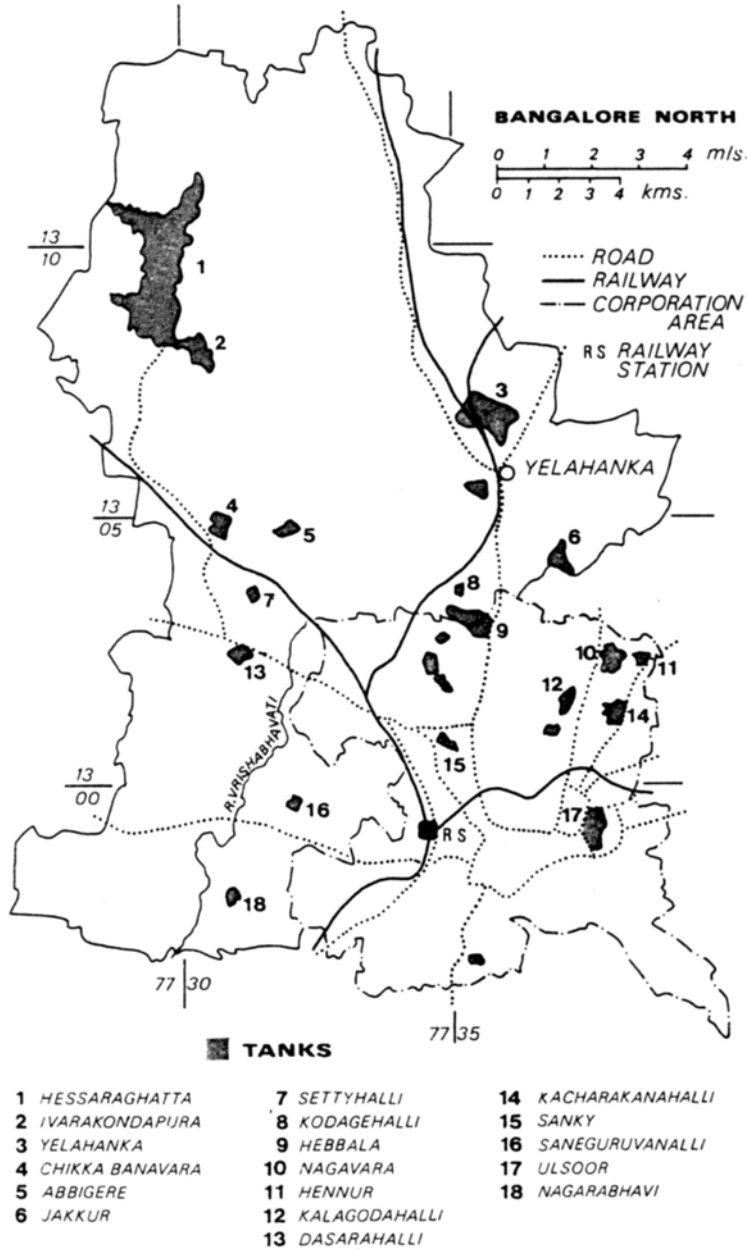 BANGALORE NORTH
0 1 2 4 mls.
0 1 2 3 4 kms.
ROAD
RAILWAY
CORPORATION
AREA
RS RAILWAY
STATION
13
10
1
2
3
YELAHANKA
13
05
4
5
6
7
8
9
10
11
12
13
14
R.VRISHABHAVATI
15
13
00
16
17
RS
18
77 30
77 35
TANKS
1 HESSARAGHATTA
2 IVARAKONDAPURA
3 YELAHANKA
4 CHIKKA BANAVARA
5 ABBIGERE
6 JAKKUR
7 SETTYHALLI
8 KODAGEHALLI
9 HEBBALA
10 NAGAVARA
11 HENNUR
12 KALAGODAHALLI
13 DASARAHALLI
14 KACHARAKANAHALLI
15 SANKY
16 SANEGURUVANALLI
17 ULSOOR
18 NAGARABHAVI